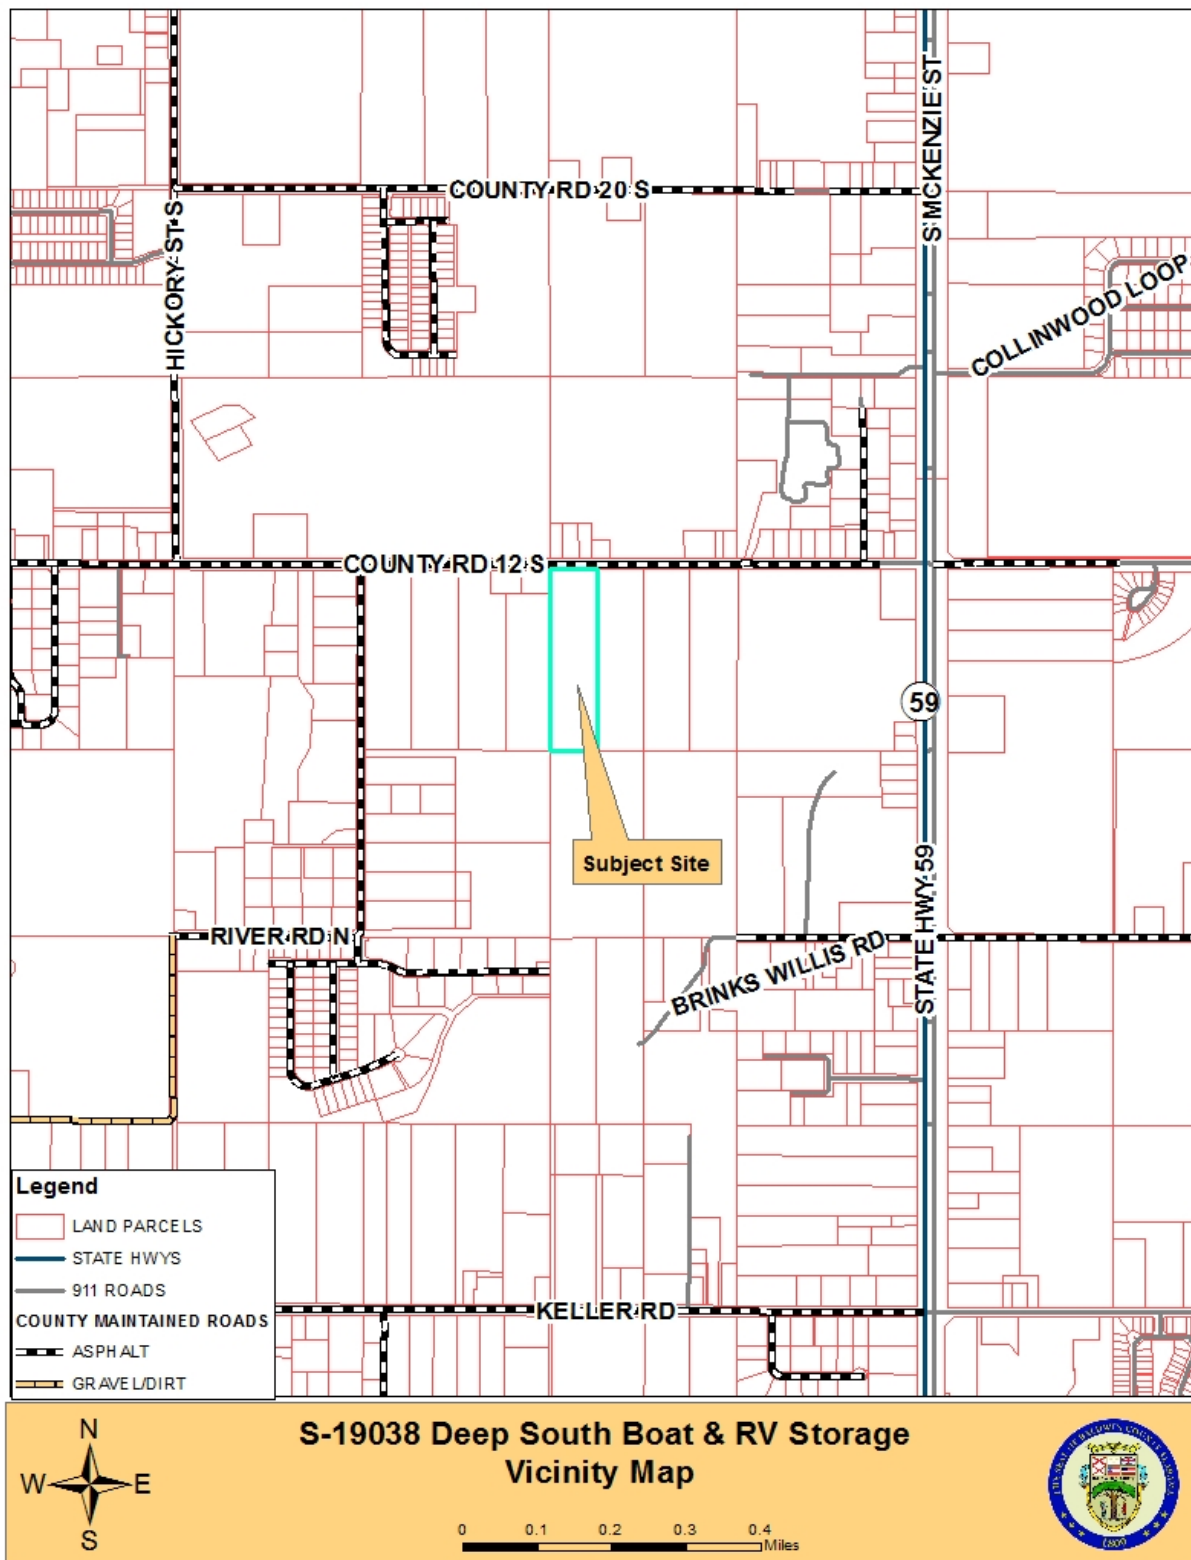 S MCKENZIE ST
COUNTY RD 20 S
HICKORY ST S
COLLINWOOD LOOP
COUNTY RD 12 S
59
Subject Site
STATE HWY 59
RIVER RD N
BRINKS WILLIS RD
Legend
LAND PARCELS
STATE HWYS
911 ROADS
COUNTY MAINTAINED ROADS
ASPHALT
GRAVEL/DIRT
KELLER RD
N
W E
S
S-19038 Deep South Boat & RV Storage
Vicinity Map
0 0.1 0.2 0.3 0.4
Miles
1809